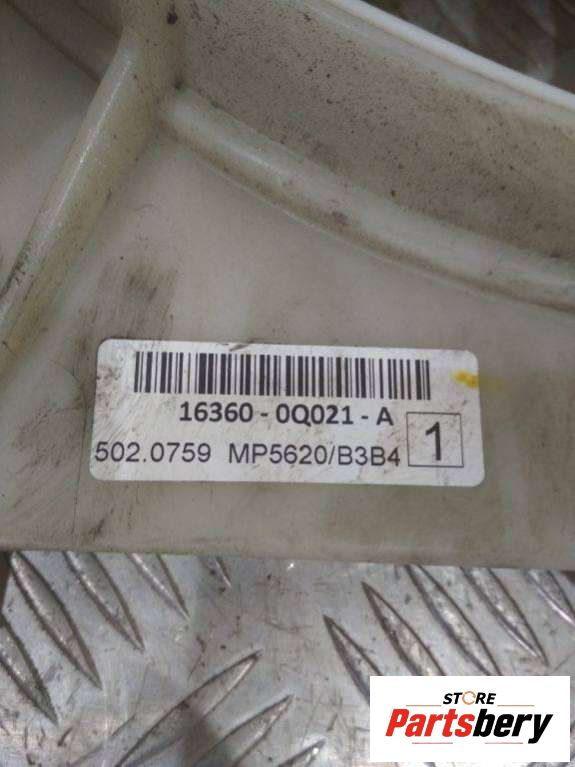 16360 - 0Q021 - A
502.0759 MP5620/B3B4
1
STORE
Partsbery